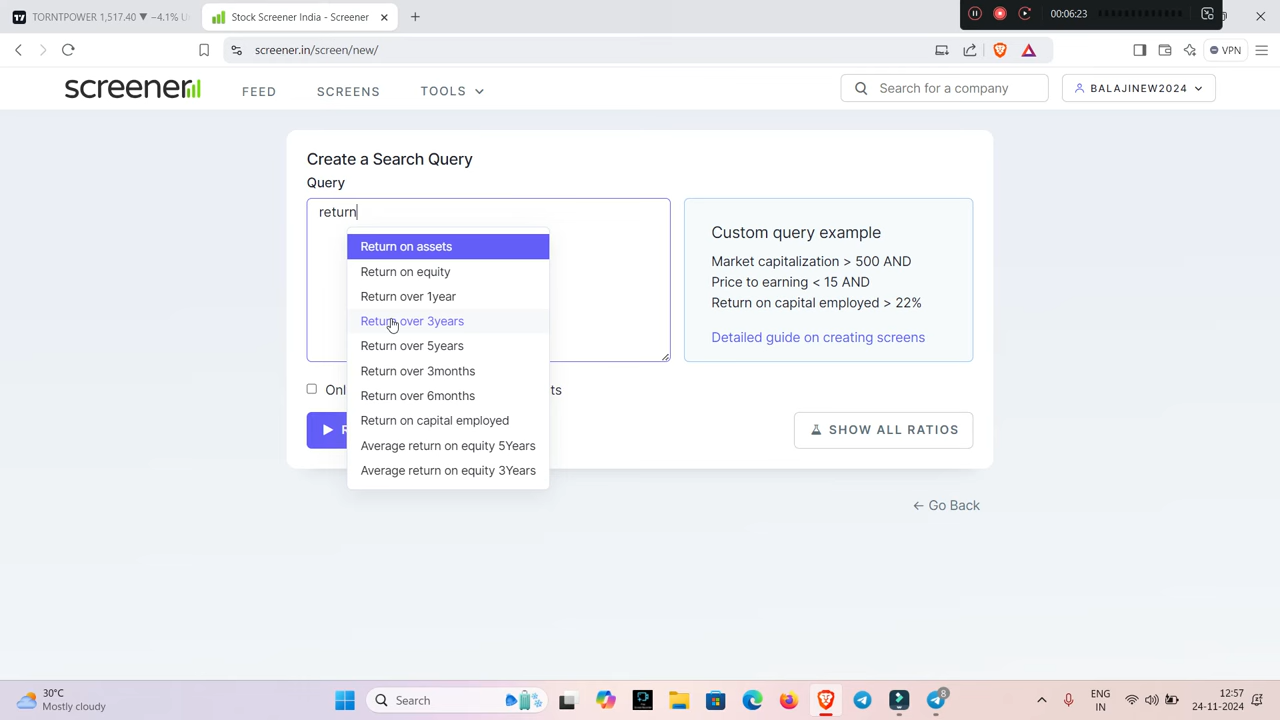 TORNTPOWER 1,517.40 ▼ −4.1% U
Stock Screener India - Screener
00:06:23
screener.in/screen/new/
VPN
screener
FEED
SCREENS
TOOLS
Search for a company
BALAJINEW2024
Create a Search Query
Query
return
Return on assets
Return on equity
Return over 1year
Return over 3years
Return over 5years
Return over 3months
Return over 6months
Return on capital employed
Average return on equity 5Years
Average return on equity 3Years
Custom query example
Market capitalization > 500 AND
Price to earning < 15 AND
Return on capital employed > 22%
Detailed guide on creating screens
SHOW ALL RATIOS
← Go Back
30°C
Mostly cloudy
Search
8
ENG
IN
12:57
24-11-2024